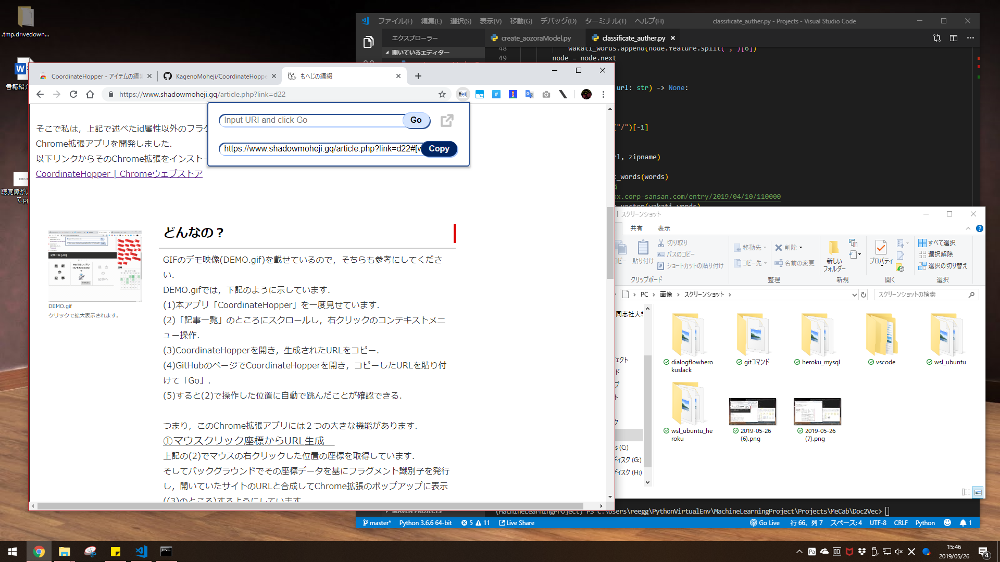 .tmp.drivedown...
ファイル(F) 編集(E) 選択(S) 表示(V) 移動(G) デバッグ(D) ターミナル(T) ヘルプ(H)
classificate_auther.py - Projects - Visual Studio Code
エクスプローラー
create_aozoraModel.py
classificate_auther.py
開いているエディター
48 wakati_words.append(node.feature.split(",")[6])
49 node = node.next
url: str) -> None:
"/")[-1]
rl, zipname)
t_words(words)
ox.corp-sansan.com/entry/2019/04/10/110000
書籍紹介
CoordinateHopper - アイテムの編集
KagenoMoheji/CoordinateHoppe
もへじの編綴
https://www.shadowmoheji.gq/article.php?link=d22
Input URI and click Go
Go
https://www.shadowmoheji.gq/article.php?link=d22#[w
Copy
そこで私は，上記で述べたid属性以外のフラグ
Chrome拡張アプリを開発しました．
以下リンクからそのChrome拡張をインストー
CoordinateHopper | Chromeウェブストア
どんなの？
GIFのデモ映像(DEMO.gif)を載せているので，そちらも参考にしてくださ
い．
DEMO.gifでは，下記のように示しています．
(1)本アプリ「CoordinateHopper」を一度見せています．
(2)「記事一覧」のところにスクロールし，右クリックのコンテキストメニ
ュー操作．
(3)CoordinateHopperを開き，生成されたURLをコピー．
(4)GitHubのページでCoordinateHopperを開き，コピーしたURLを貼り付
けて「Go」．
(5)すると(2)で操作した位置に自動で跳んだことが確認できる．
つまり，このChrome拡張アプリには２つの大きな機能があります．
①マウスクリック座標からURL生成
上記の(2)でマウスの右クリックした位置の座標を取得しています．
そしてバックグラウンドでその座標データを基にフラグメント識別子を発行
し，開いていたサイトのURLと合成してChrome拡張のポップアップに表示
((3)のところ)するようにしています
記事一覧 [All]
DEMO.gif
クリックで拡大表示されます。
スクリーンショット
共有 表示
コピー
貼り付け
切り取り
パスのコピー
ショートカットの貼り付け
クリップボード
移動先
コピー先
削除
名前の変更
整理
新しい
フォルダー
新規
プロパティ
開く
すべて選択
選択解除
選択の切り替え
選択
PC › 画像 › スクリーンショット ›
スクリーンショットの検索
同志社大学
ェクト
ド
プ
ト
ク
s (C:)
ディスク (G:)
ディスク (H:)
dialogflowhero
kuslack
gitコマンド
heroku_mysql
vscode
wsl_ubuntu
wsl_ubuntu_he
roku
2019-05-26
(6).png
2019-05-26
(7).png
MAVEN PROJECTS
(MachineLearningProject) PS C:\Users\reegg\PythonVirtualEnv\MachineLearningProject\Projects\MeCab\Doc2Vec>
master* Python 3.6.6 64-bit 5 11 Live Share
Go Live 行 66、列 7 スペース: 4 UTF-8 CRLF Python 1
15:46
2019/05/26
4